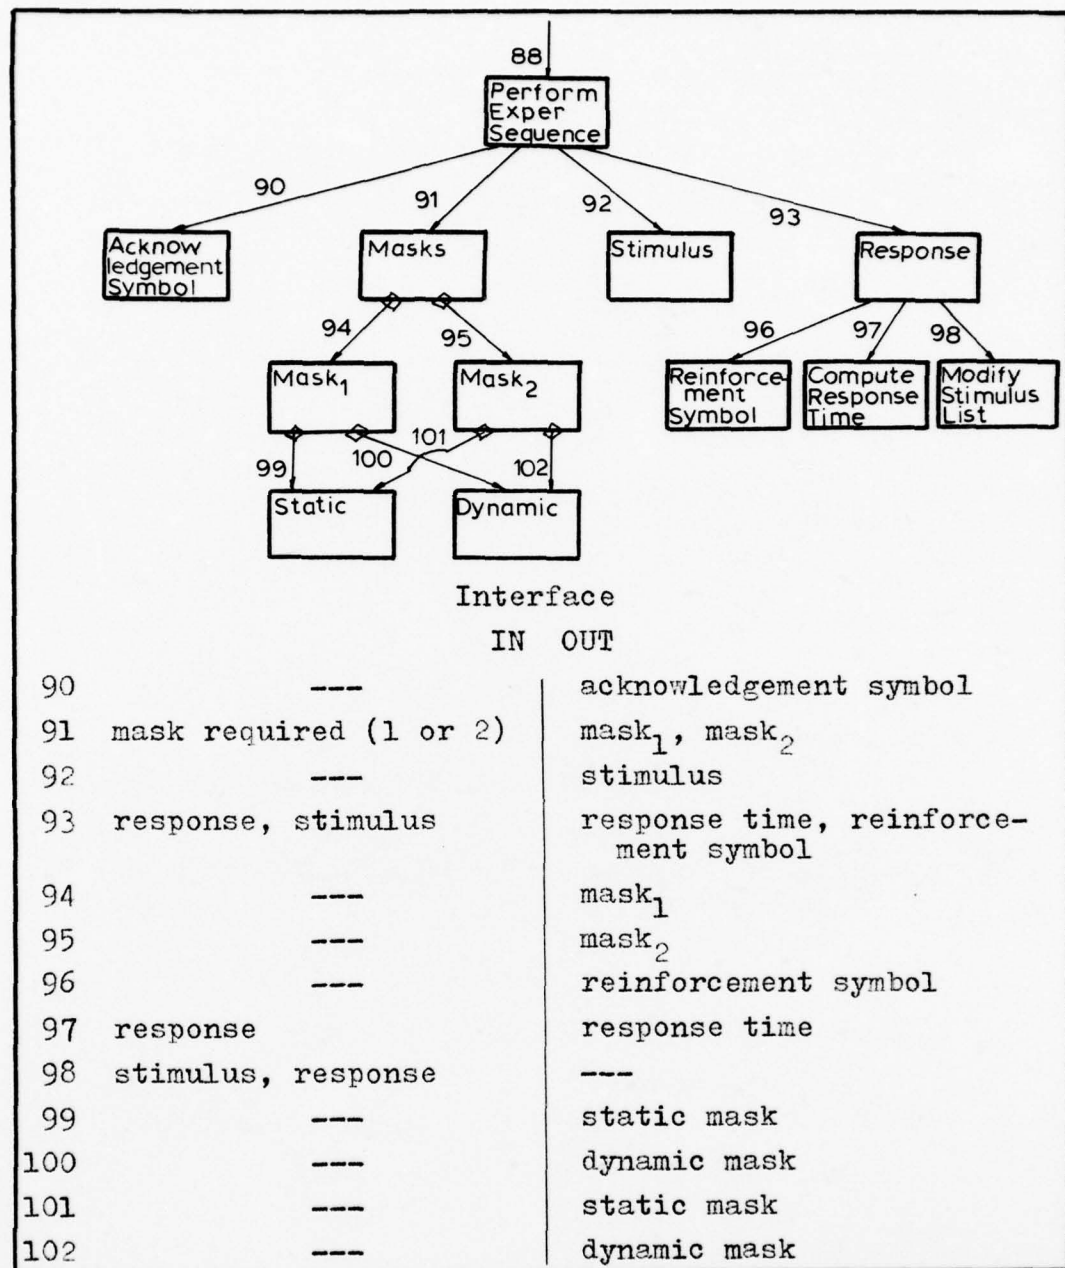 88
Perform
Exper
Sequence
90
91
92
93
Acknow
ledgement
Symbol
Masks
Stimulus
Response
94
95
96
97
98
Mask₁
Mask₂
Reinforce-
ment
Symbol
Compute
Response
Time
Modify
Stimulus
List
99
100
101
102
Static
Dynamic
Interface
IN OUT
90 --- acknowledgement symbol
91 mask required (1 or 2) mask₁, mask₂
92 --- stimulus
93 response, stimulus response time, reinforce-
ment symbol
94 --- mask₁
95 --- mask₂
96 --- reinforcement symbol
97 response response time
98 stimulus, response ---
99 --- static mask
100 --- dynamic mask
101 --- static mask
102 --- dynamic mask